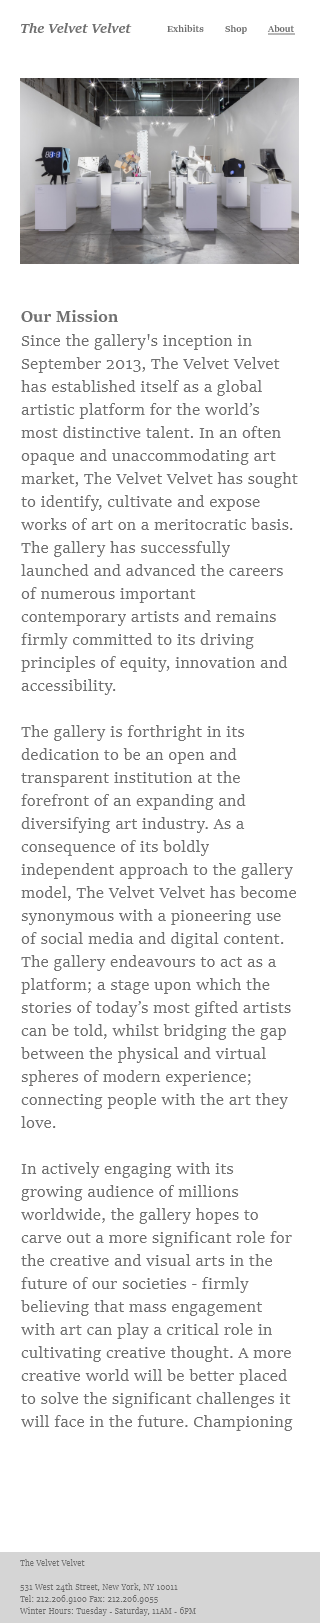 The Velvet Velvet
Exhibits Shop About
Our Mission
Since the gallery's inception in
September 2013, The Velvet Velvet
has established itself as a global
artistic platform for the world’s
most distinctive talent. In an often
opaque and unaccommodating art
market, The Velvet Velvet has sought
to identify, cultivate and expose
works of art on a meritocratic basis.
The gallery has successfully
launched and advanced the careers
of numerous important
contemporary artists and remains
firmly committed to its driving
principles of equity, innovation and
accessibility.
The gallery is forthright in its
dedication to be an open and
transparent institution at the
forefront of an expanding and
diversifying art industry. As a
consequence of its boldly
independent approach to the gallery
model, The Velvet Velvet has become
synonymous with a pioneering use
of social media and digital content.
The gallery endeavours to act as a
platform; a stage upon which the
stories of today’s most gifted artists
can be told, whilst bridging the gap
between the physical and virtual
spheres of modern experience;
connecting people with the art they
love.
In actively engaging with its
growing audience of millions
worldwide, the gallery hopes to
carve out a more significant role for
the creative and visual arts in the
future of our societies - firmly
believing that mass engagement
with art can play a critical role in
cultivating creative thought. A more
creative world will be better placed
to solve the significant challenges it
will face in the future. Championing
The Velvet Velvet
531 West 24th Street, New York, NY 10011
Tel: 212.206.9100 Fax: 212.206.9055
Winter Hours: Tuesday - Saturday, 11AM - 6PM